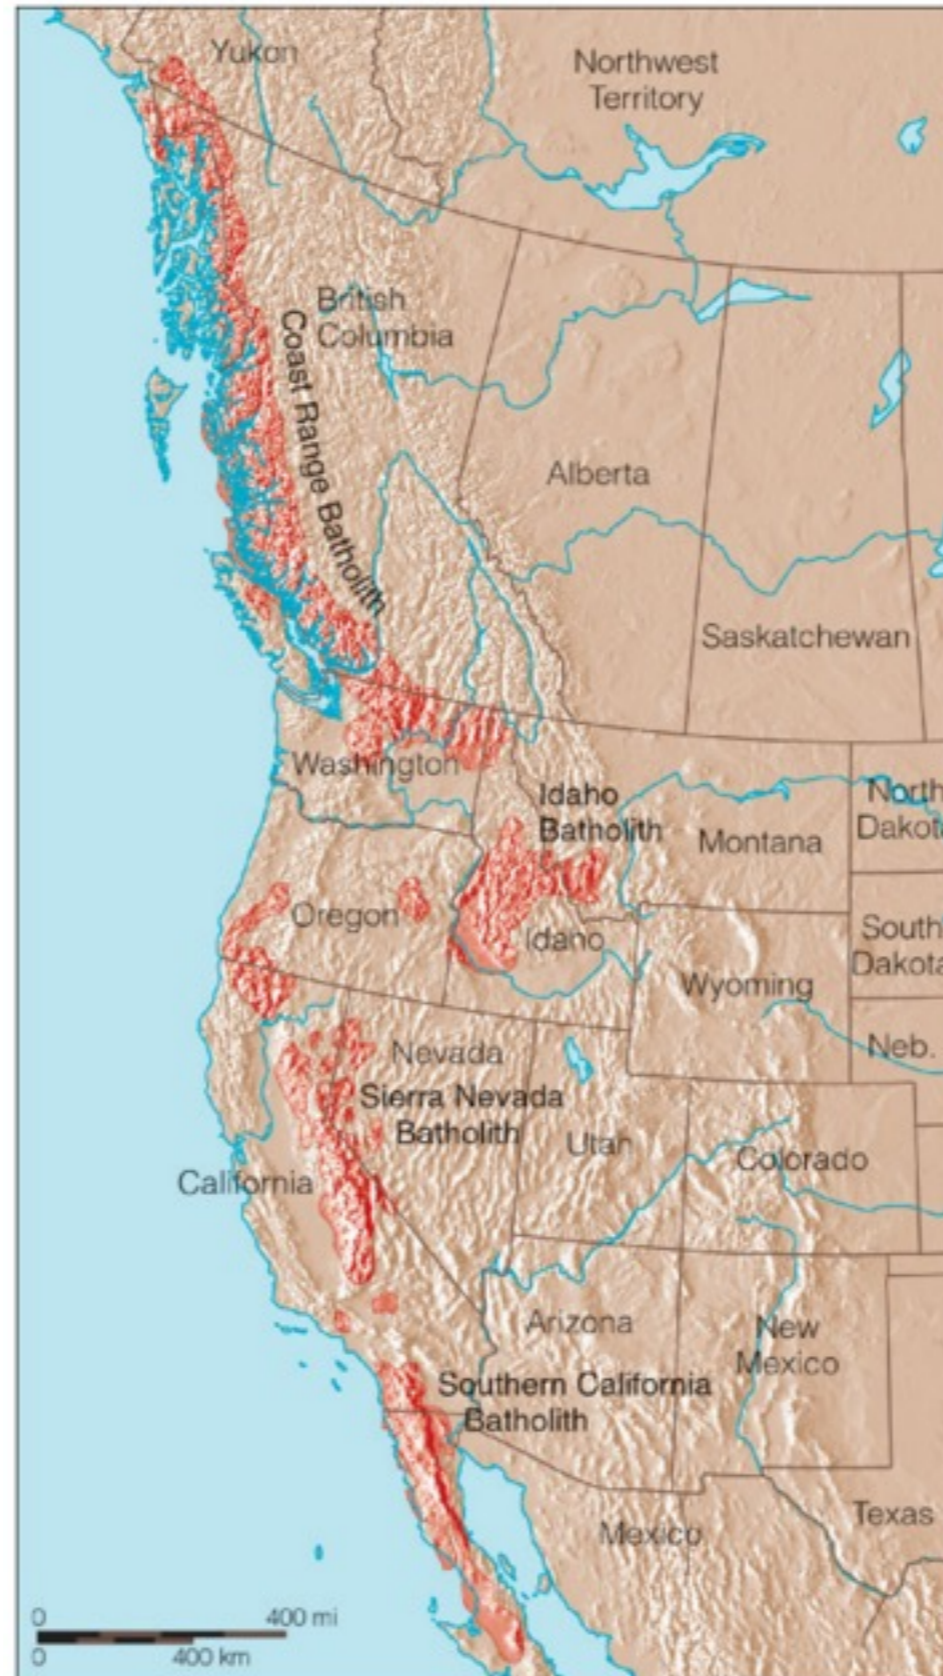 Yukon
Northwest
Territory
British
Columbia
Coast Range Batholith
Alberta
Saskatchewan
Washington
Idaho
Batholith
Montana
North
Dakota
Oregon
Idaho
Wyoming
South
Dakota
Neb.
Nevada
Sierra Nevada
Batholith
Utah
Colorado
California
Arizona
New
Mexico
Southern California
Batholith
Mexico
Texas
0 400 mi
0 400 km